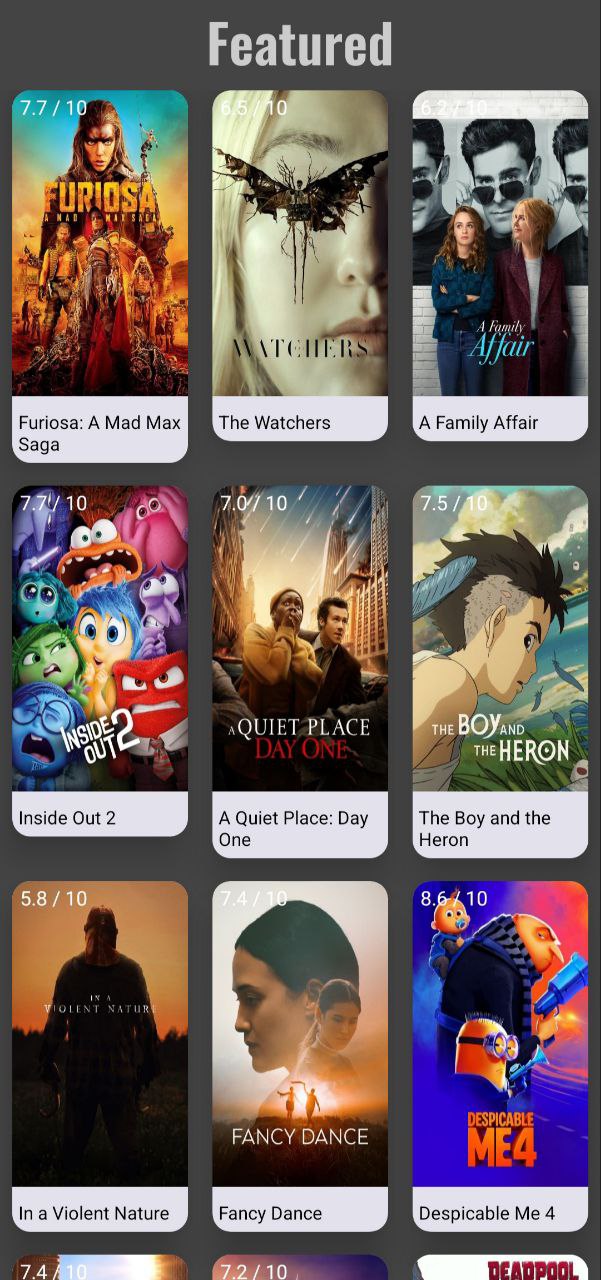 Featured
7.7 / 10
FURIOSA
A MAD MAX SAGA
Furiosa: A Mad Max
Saga
6.5 / 10
WATCHERS
The Watchers
6.2 / 10
A Family
Affair
A Family Affair
7.7 / 10
INSIDE
OUT 2
Inside Out 2
7.0 / 10
A QUIET PLACE
DAY ONE
A Quiet Place: Day
One
7.5 / 10
THE BOY AND
THE HERON
The Boy and the
Heron
5.8 / 10
IN A
VIOLENT NATURE
In a Violent Nature
7.4 / 10
FANCY DANCE
Fancy Dance
8.6 / 10
DESPICABLE
ME 4
Despicable Me 4
7.4 / 10
7.2 / 10
DEADPOOL